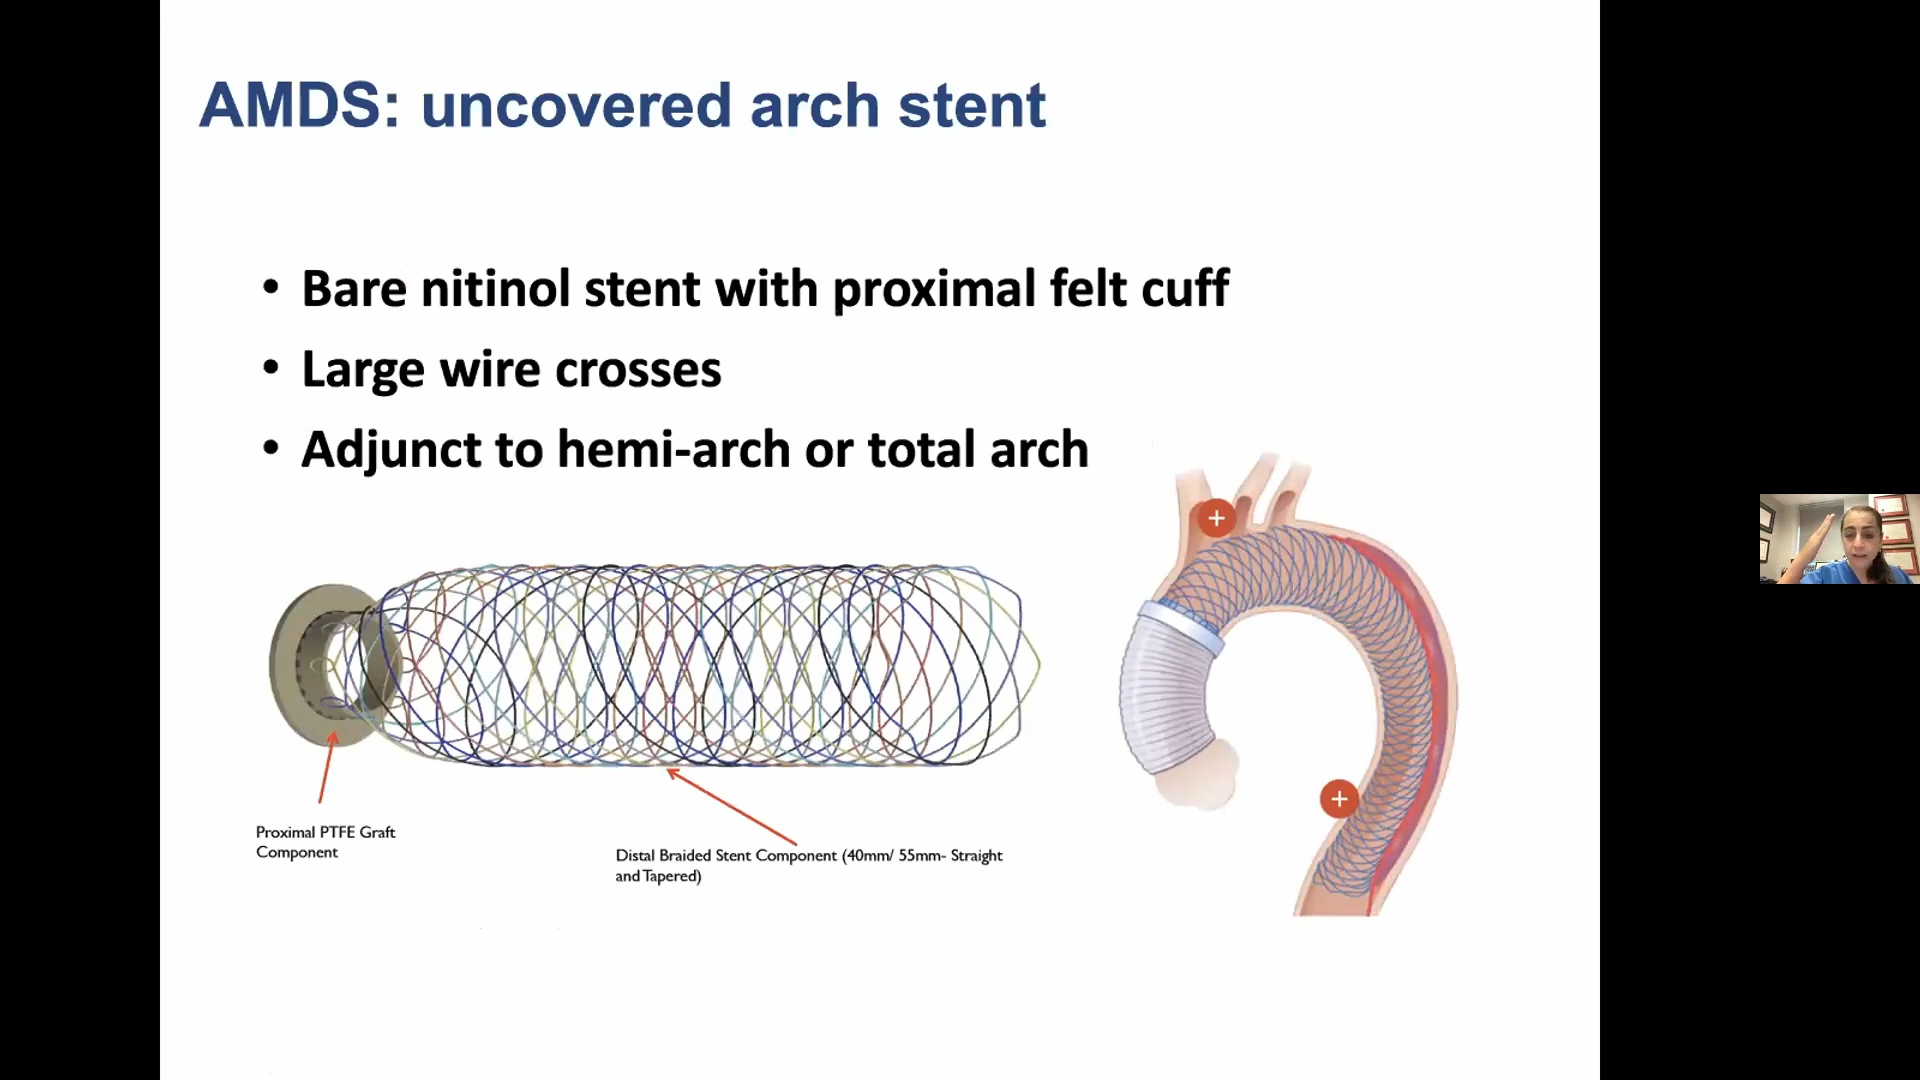 AMDS: uncovered arch stent
• Bare nitinol stent with proximal felt cuff
• Large wire crosses
• Adjunct to hemi-arch or total arch
Proximal PTFE Graft
Component
Distal Braided Stent Component (40mm/ 55mm- Straight
and Tapered)